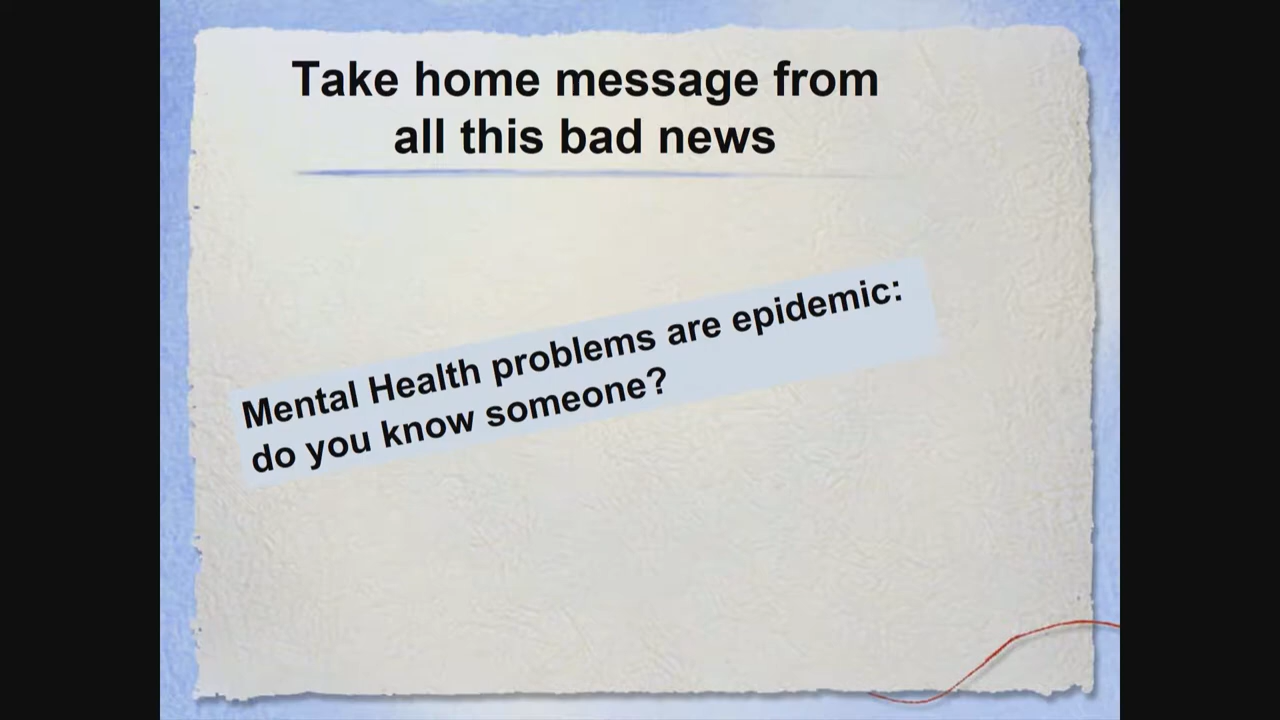 Take home message from
all this bad news
Mental Health problems are epidemic:
do you know someone?